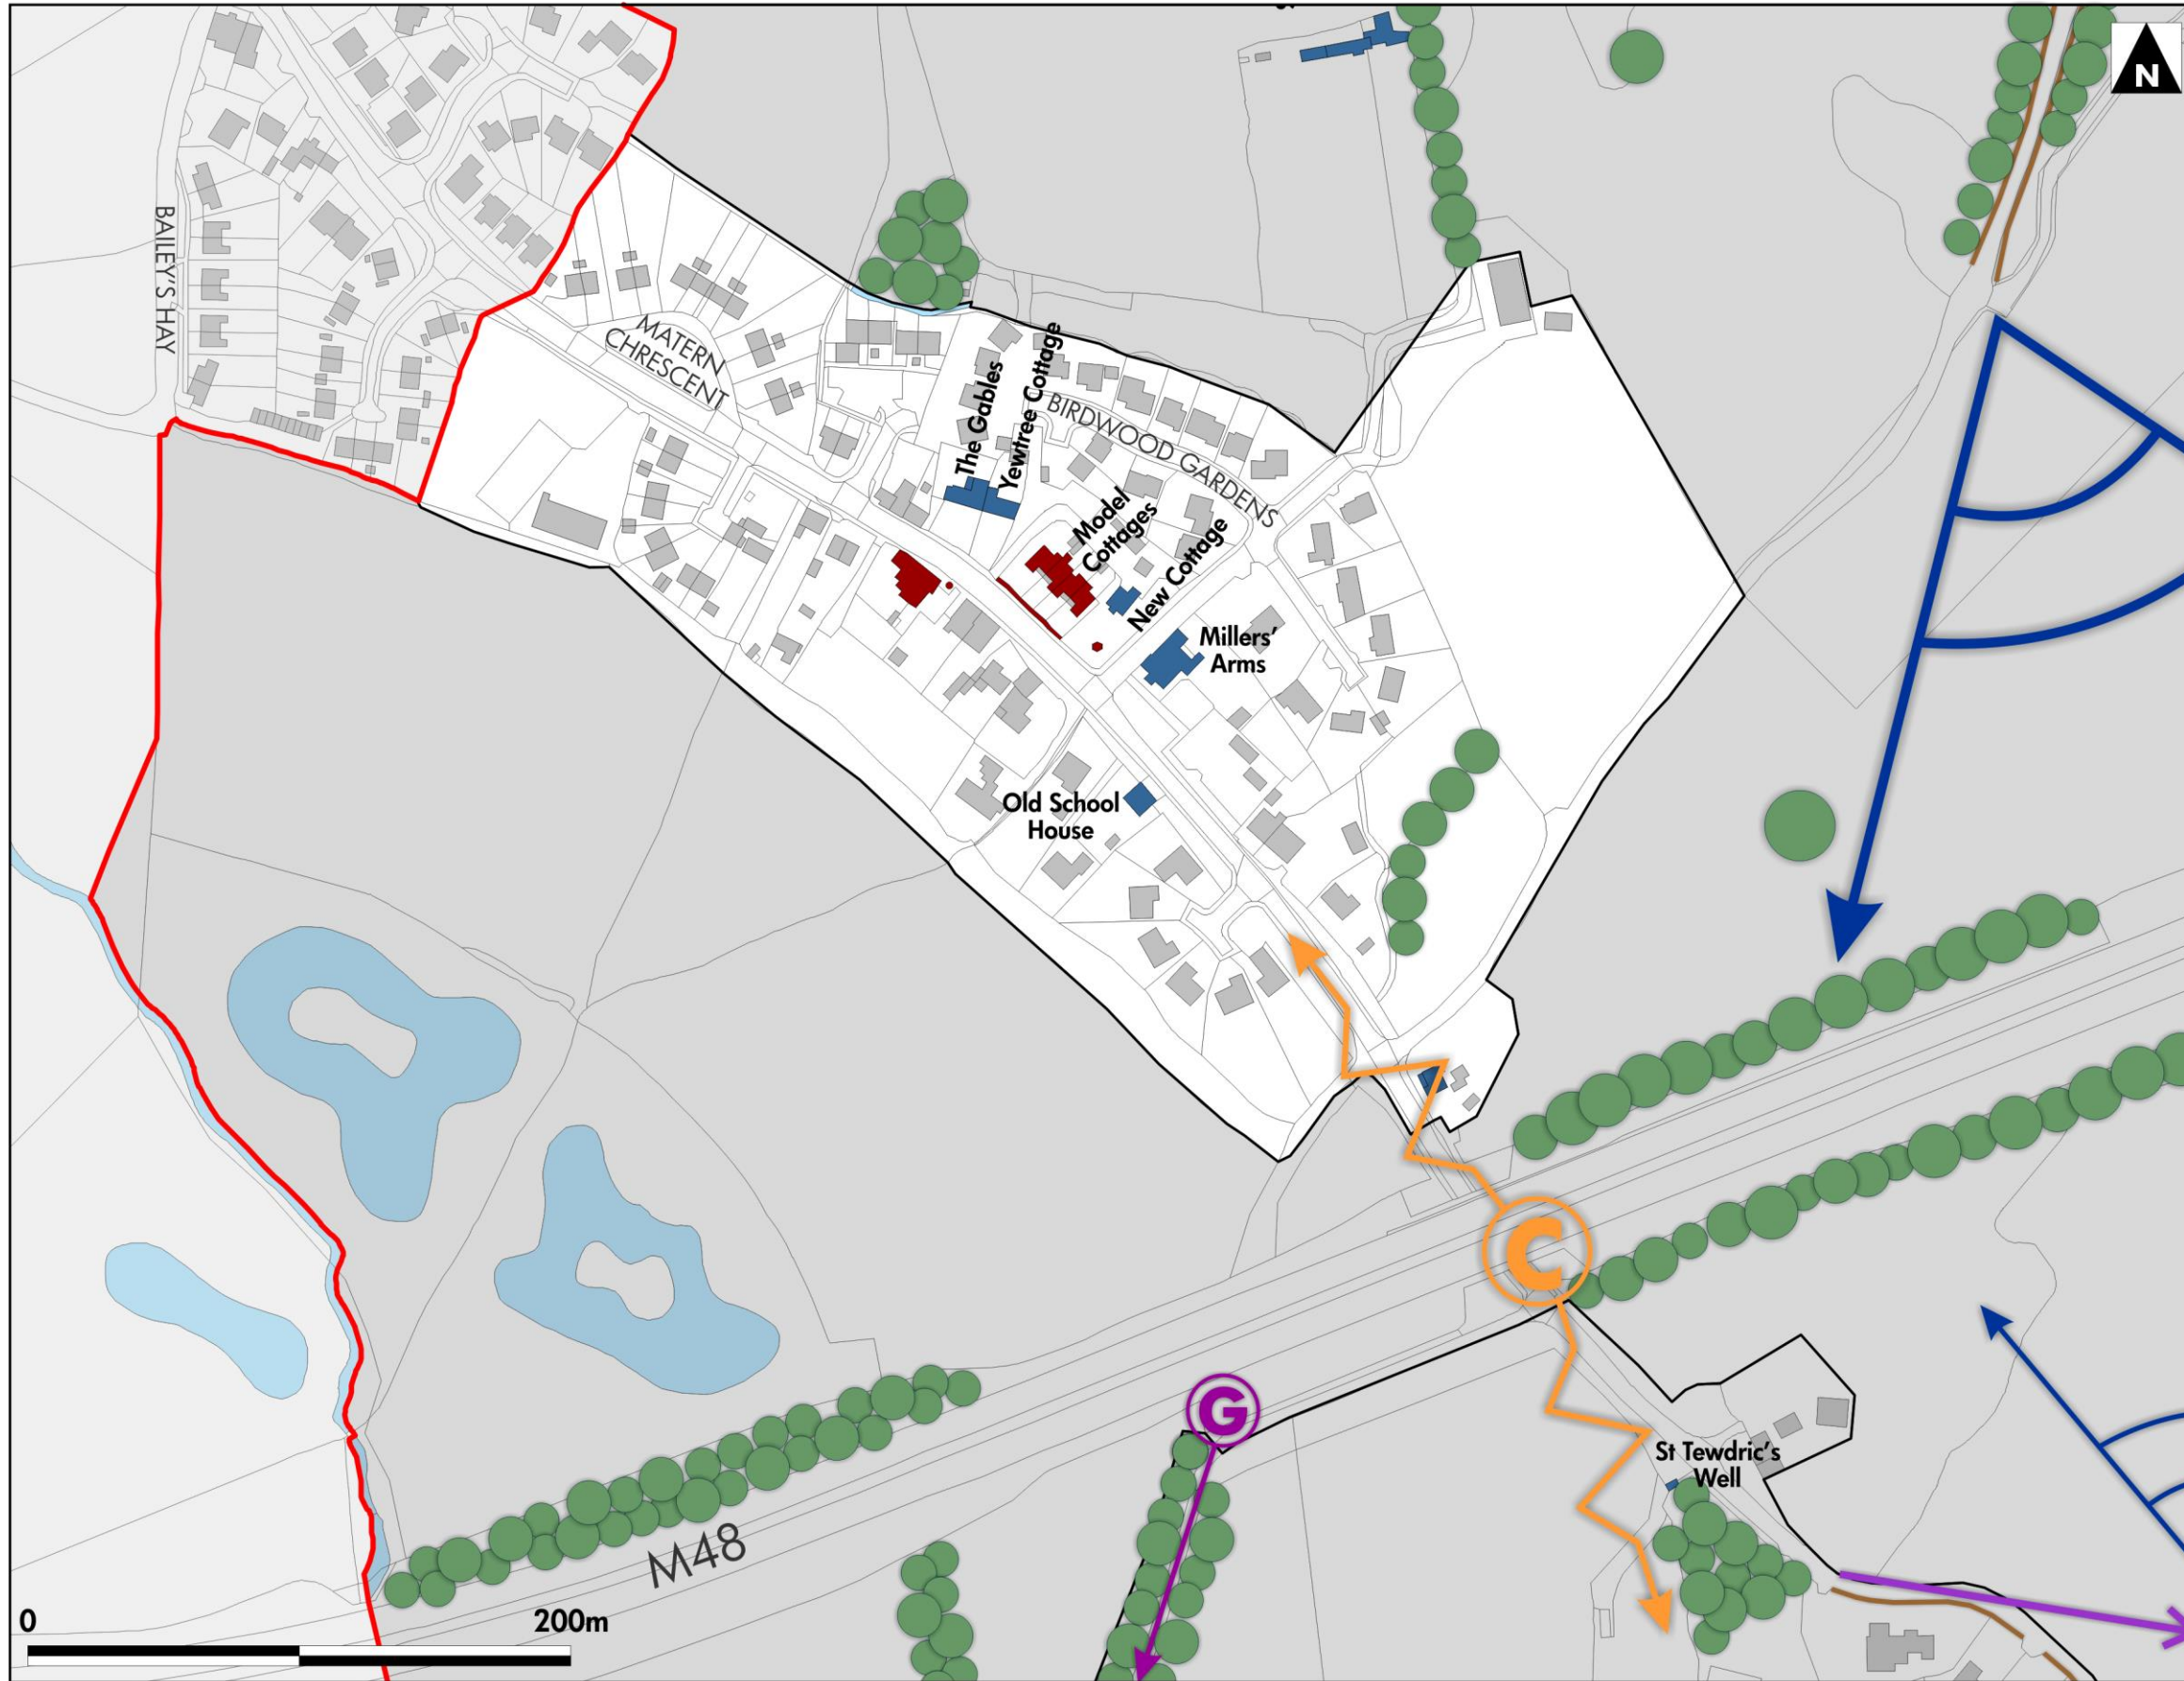 N
BAILEY'S HAY
MATERN
CHRESCENT
The Gables
Yewtree Cottage
BIRDWOOD GARDENS
Model
Cottages
New Cottage
Millers'
Arms
Old School
House
C
G
St Tewdric's
Well
M48
0
200m